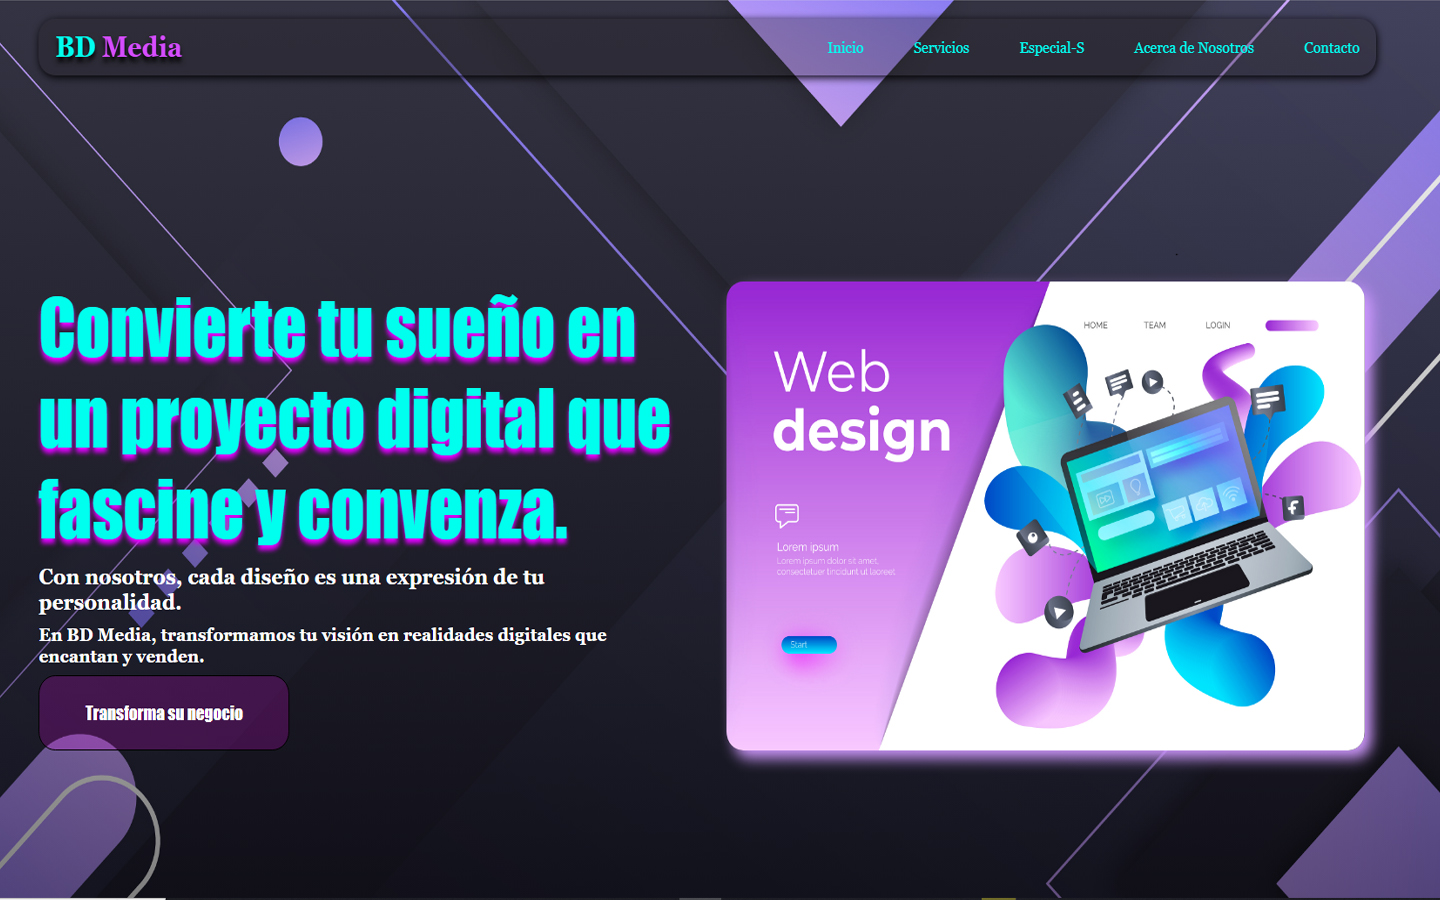 BD Media
Inicio
Servicios
Especial-S
Acerca de Nosotros
Contacto
Convierte tu sueño en
un proyecto digital que
fascine y convenza.
Con nosotros, cada diseño es una expresión de tu
personalidad.
En BD Media, transformamos tu visión en realidades digitales que
encantan y venden.
Transforma su negocio
HOME
TEAM
LOGIN
Web
design
Lorem ipsum
Lorem ipsum dolor sit amet,
consectetuer tincidunt ut laoreet
Start